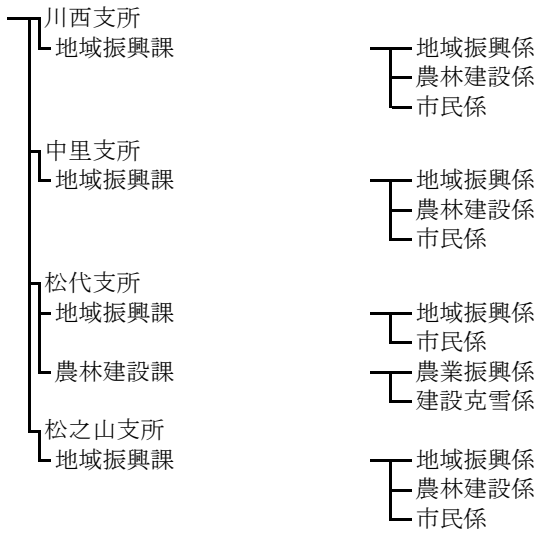 川西支所
地域振興課 地域振興係
農林建設係
市民係
中里支所
地域振興課 地域振興係
農林建設係
市民係
松代支所
地域振興課 地域振興係
市民係
農林建設課 農業振興係
建設克雪係
松之山支所
地域振興課 地域振興係
農林建設係
市民係